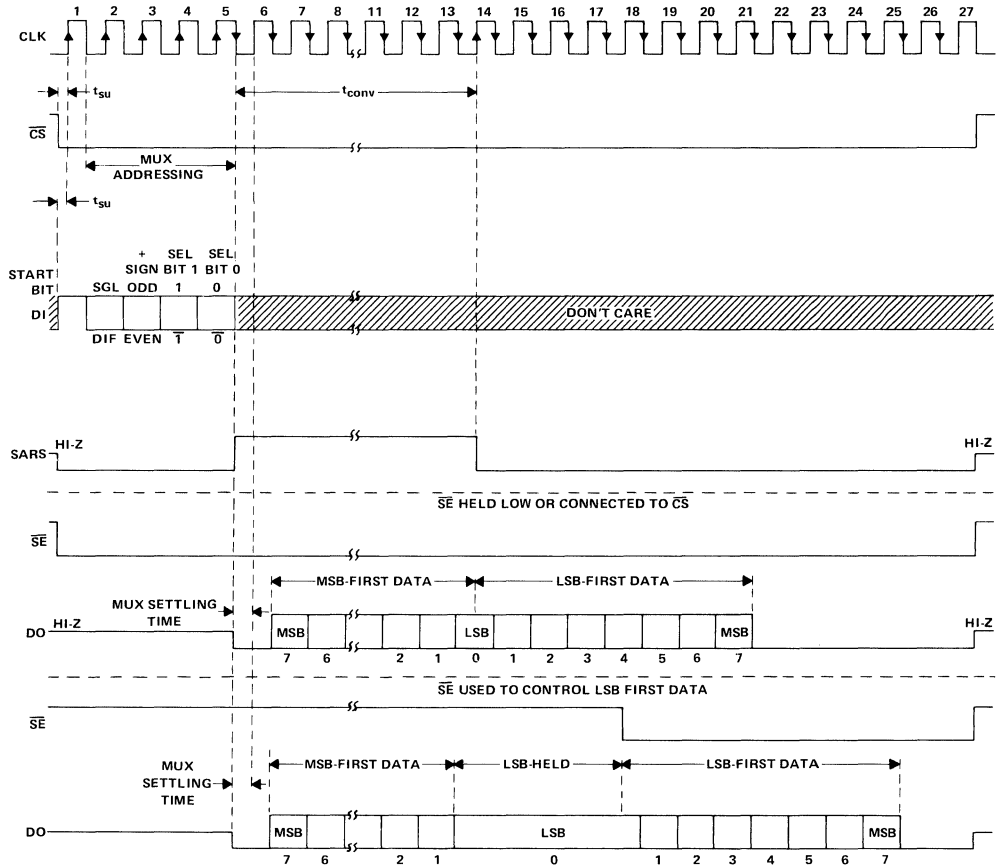 1 2 3 4 5 6 7 8 11 12 13 14 15 16 17 18 19 20 21 22 23 24 25 26 27
CLK
tsu
tconv
CS
MUX
ADDRESSING
tsu
+ SEL SEL
START SIGN BIT 1 BIT 0
BIT SGL ODD 1 0
DI DON'T CARE
DIF EVEN 1 0
HI-Z HI-Z
SARS
SE HELD LOW OR CONNECTED TO CS
SE
MSB-FIRST DATA LSB-FIRST DATA
MUX SETTLING
TIME
HI-Z HI-Z
DO MSB LSB MSB
7 6 2 1 0 1 2 3 4 5 6 7
SE USED TO CONTROL LSB FIRST DATA
SE
MSB-FIRST DATA LSB-HELD LSB-FIRST DATA
MUX
SETTLING
TIME
DO MSB LSB MSB
7 6 2 1 0 1 2 3 4 5 6 7